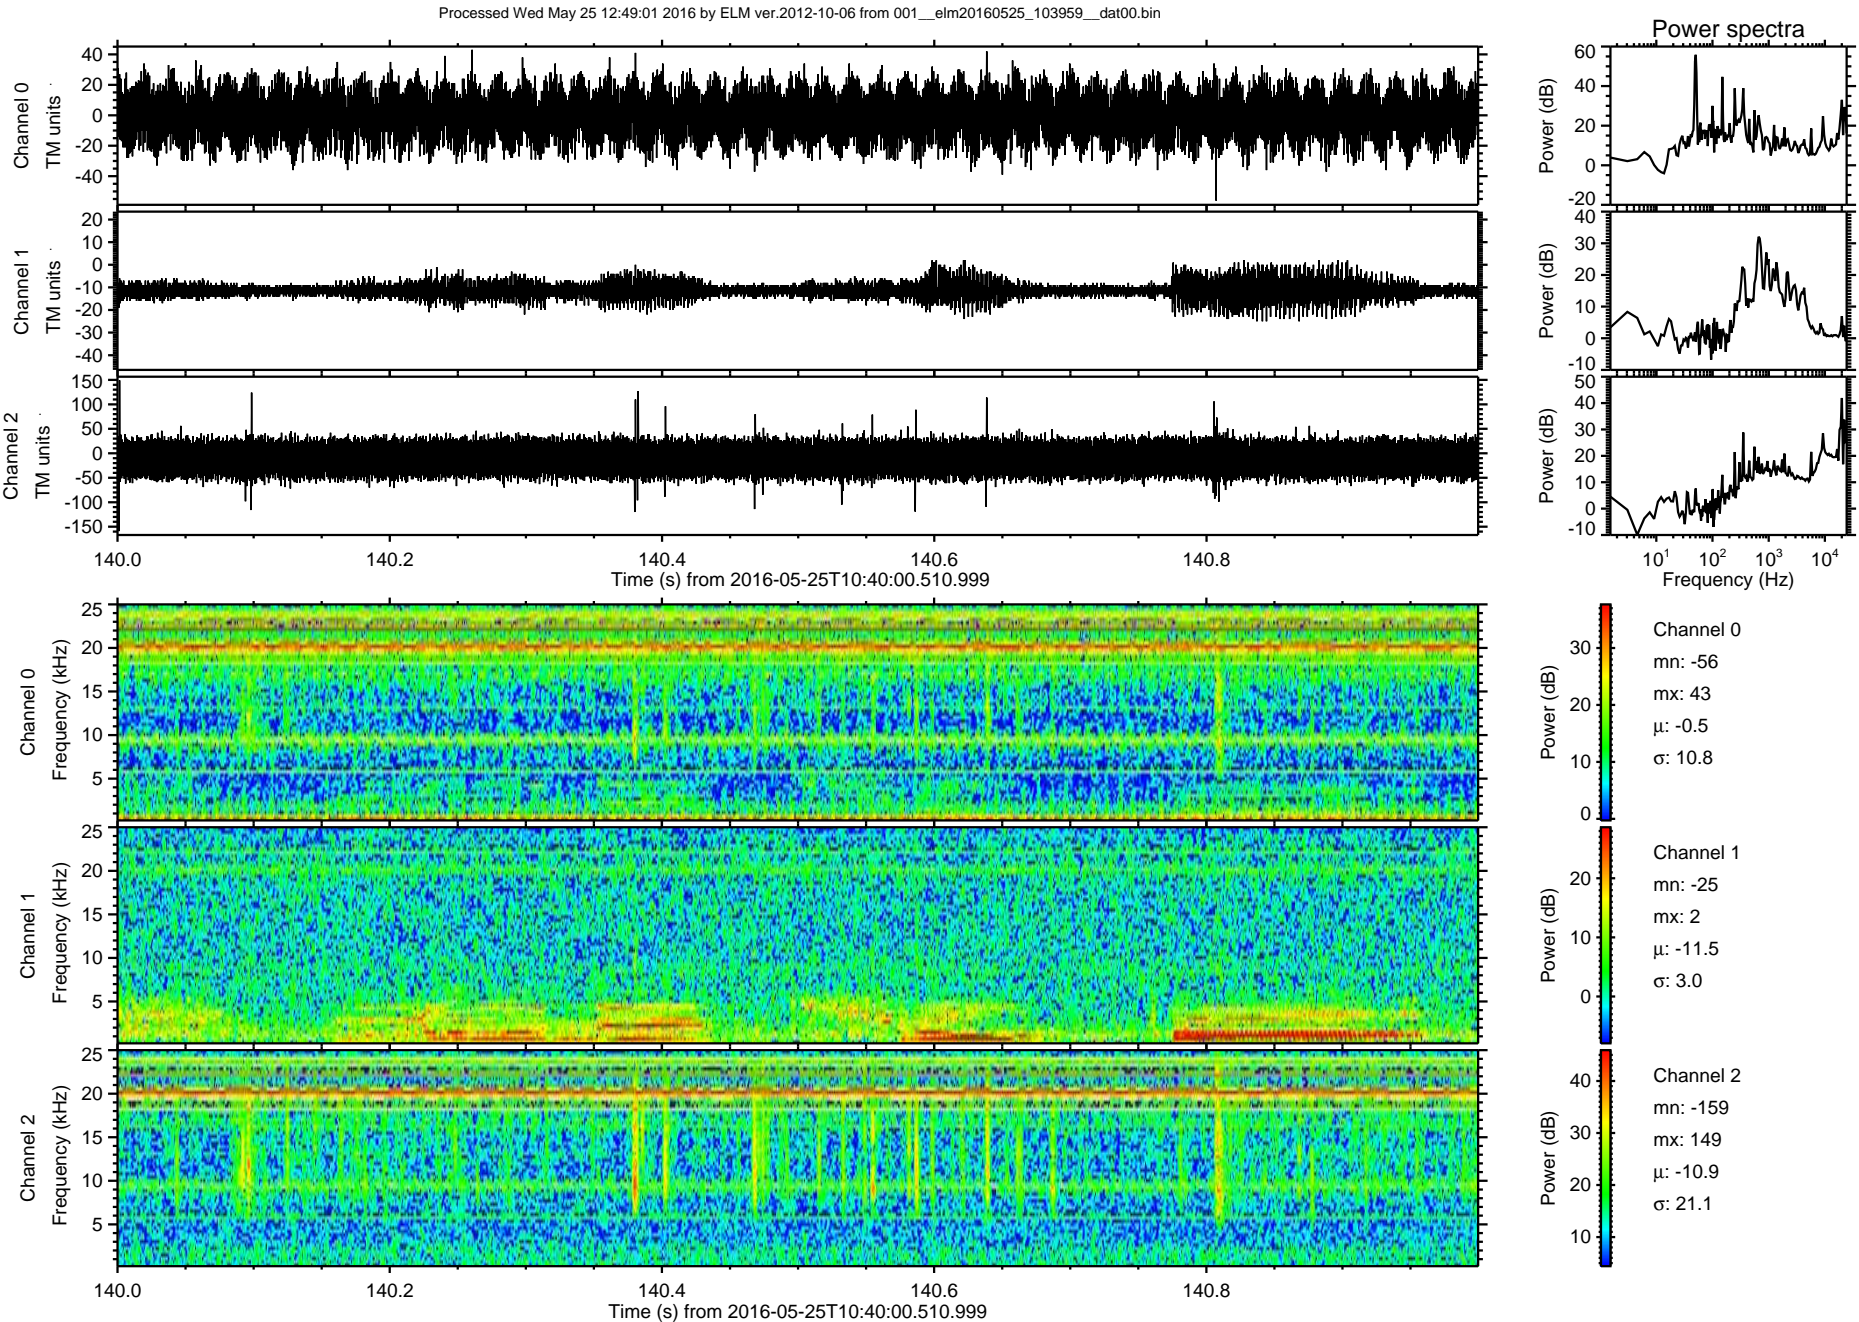 Processed Wed May 25 12:49:01 2016 by ELM ver.2012-10-06 from 001__elm20160525_103959__dat00.bin
Power spectra
Channel 0
TM units
40
20
0
-20
-40
Power (dB)
60
40
20
0
-20
Channel 1
TM units
20
10
0
-10
-20
-30
-40
Power (dB)
40
30
20
10
0
-10
Channel 2
TM units
150
100
50
0
-50
-100
-150
Power (dB)
50
40
30
20
10
0
-10
140.0 140.2 140.4 140.6 140.8
Time (s) from 2016-05-25T10:40:00.510.999
10^1 10^2 10^3 10^4
Frequency (Hz)
Channel 0
Frequency (kHz)
25
20
15
10
5
Power (dB)
30
20
10
0
Channel 0
mn: -56
mx: 43
μ: -0.5
σ: 10.8
Channel 1
Frequency (kHz)
25
20
15
10
5
Power (dB)
20
10
0
Channel 1
mn: -25
mx: 2
μ: -11.5
σ: 3.0
Channel 2
Frequency (kHz)
25
20
15
10
5
Power (dB)
40
30
20
10
Channel 2
mn: -159
mx: 149
μ: -10.9
σ: 21.1
140.0 140.2 140.4 140.6 140.8
Time (s) from 2016-05-25T10:40:00.510.999